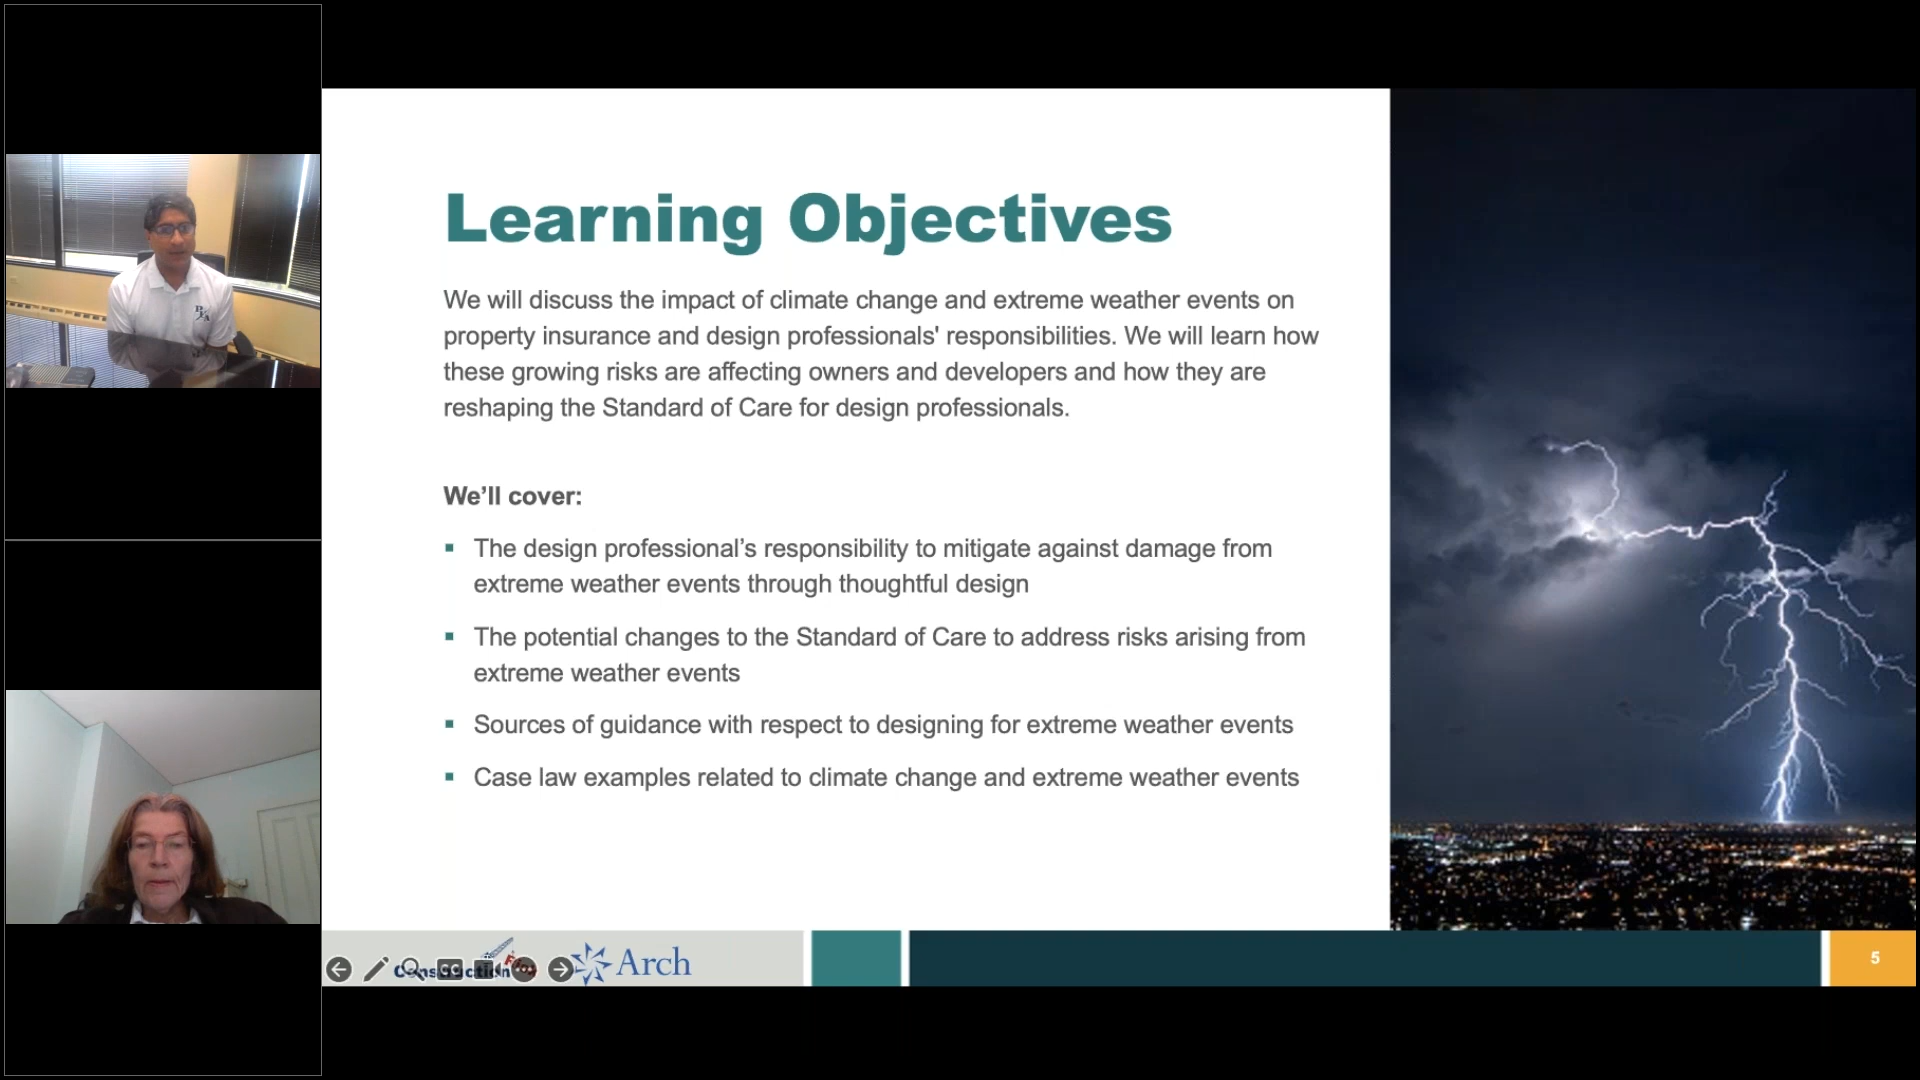 Learning Objectives
We will discuss the impact of climate change and extreme weather events on
property insurance and design professionals' responsibilities. We will learn how
these growing risks are affecting owners and developers and how they are
reshaping the Standard of Care for design professionals.
We'll cover:
The design professional's responsibility to mitigate against damage from
extreme weather events through thoughtful design
The potential changes to the Standard of Care to address risks arising from
extreme weather events
Sources of guidance with respect to designing for extreme weather events
Case law examples related to climate change and extreme weather events
Construction
Arch
5